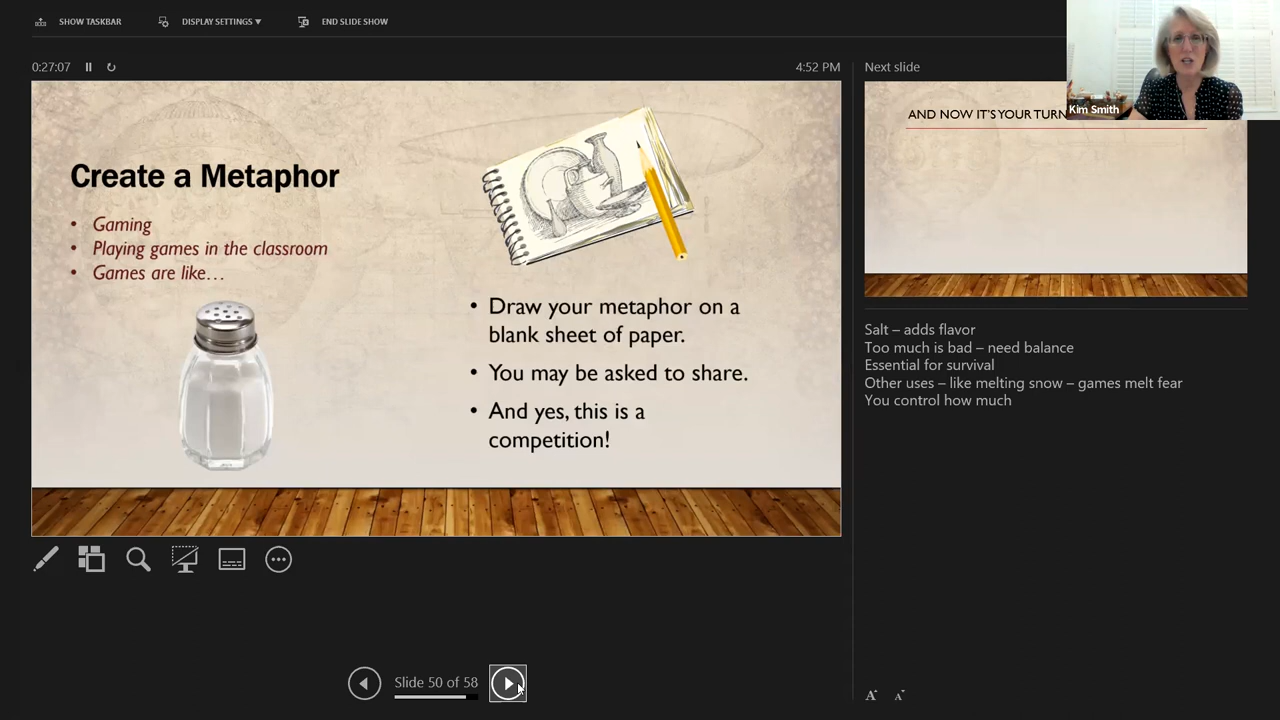 SHOW TASKBAR
DISPLAY SETTINGS ▼
END SLIDE SHOW
0:27:07
4:52 PM
Create a Metaphor
• Gaming
• Playing games in the classroom
• Games are like…
• Draw your metaphor on a
blank sheet of paper.
• You may be asked to share.
• And yes, this is a
competition!
Slide 50 of 58
Next slide
Kim Smith
AND NOW IT'S YOUR TURN
Salt – adds flavor
Too much is bad – need balance
Essential for survival
Other uses – like melting snow – games melt fear
You control how much
A A